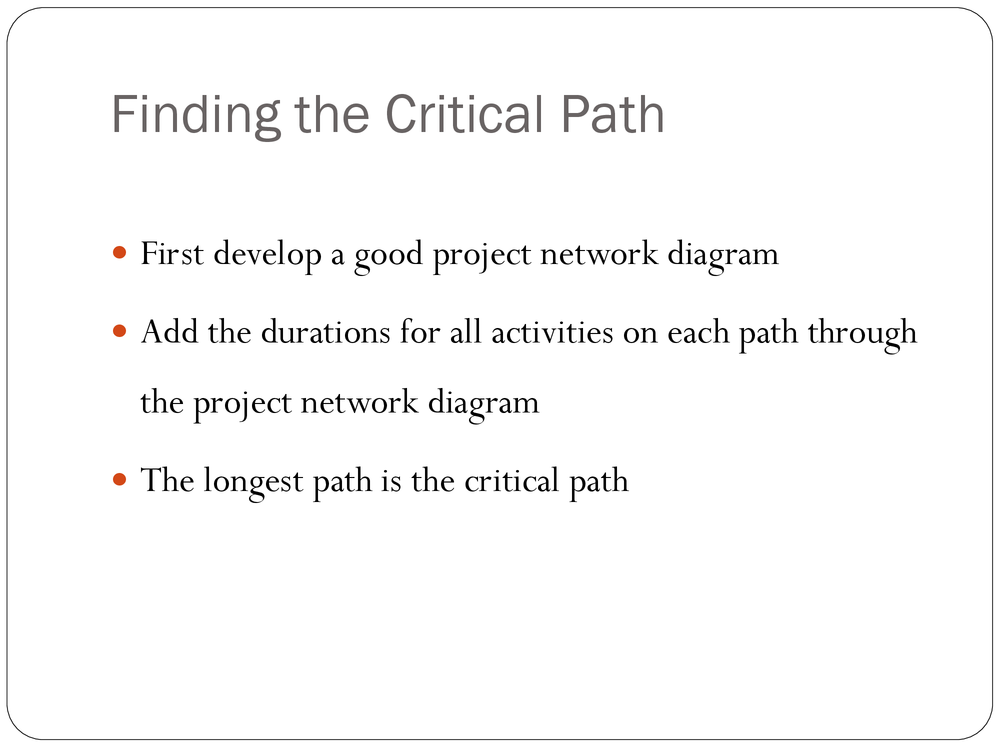 Finding the Critical Path
• First develop a good project network diagram
• Add the durations for all activities on each path through
the project network diagram
• The longest path is the critical path